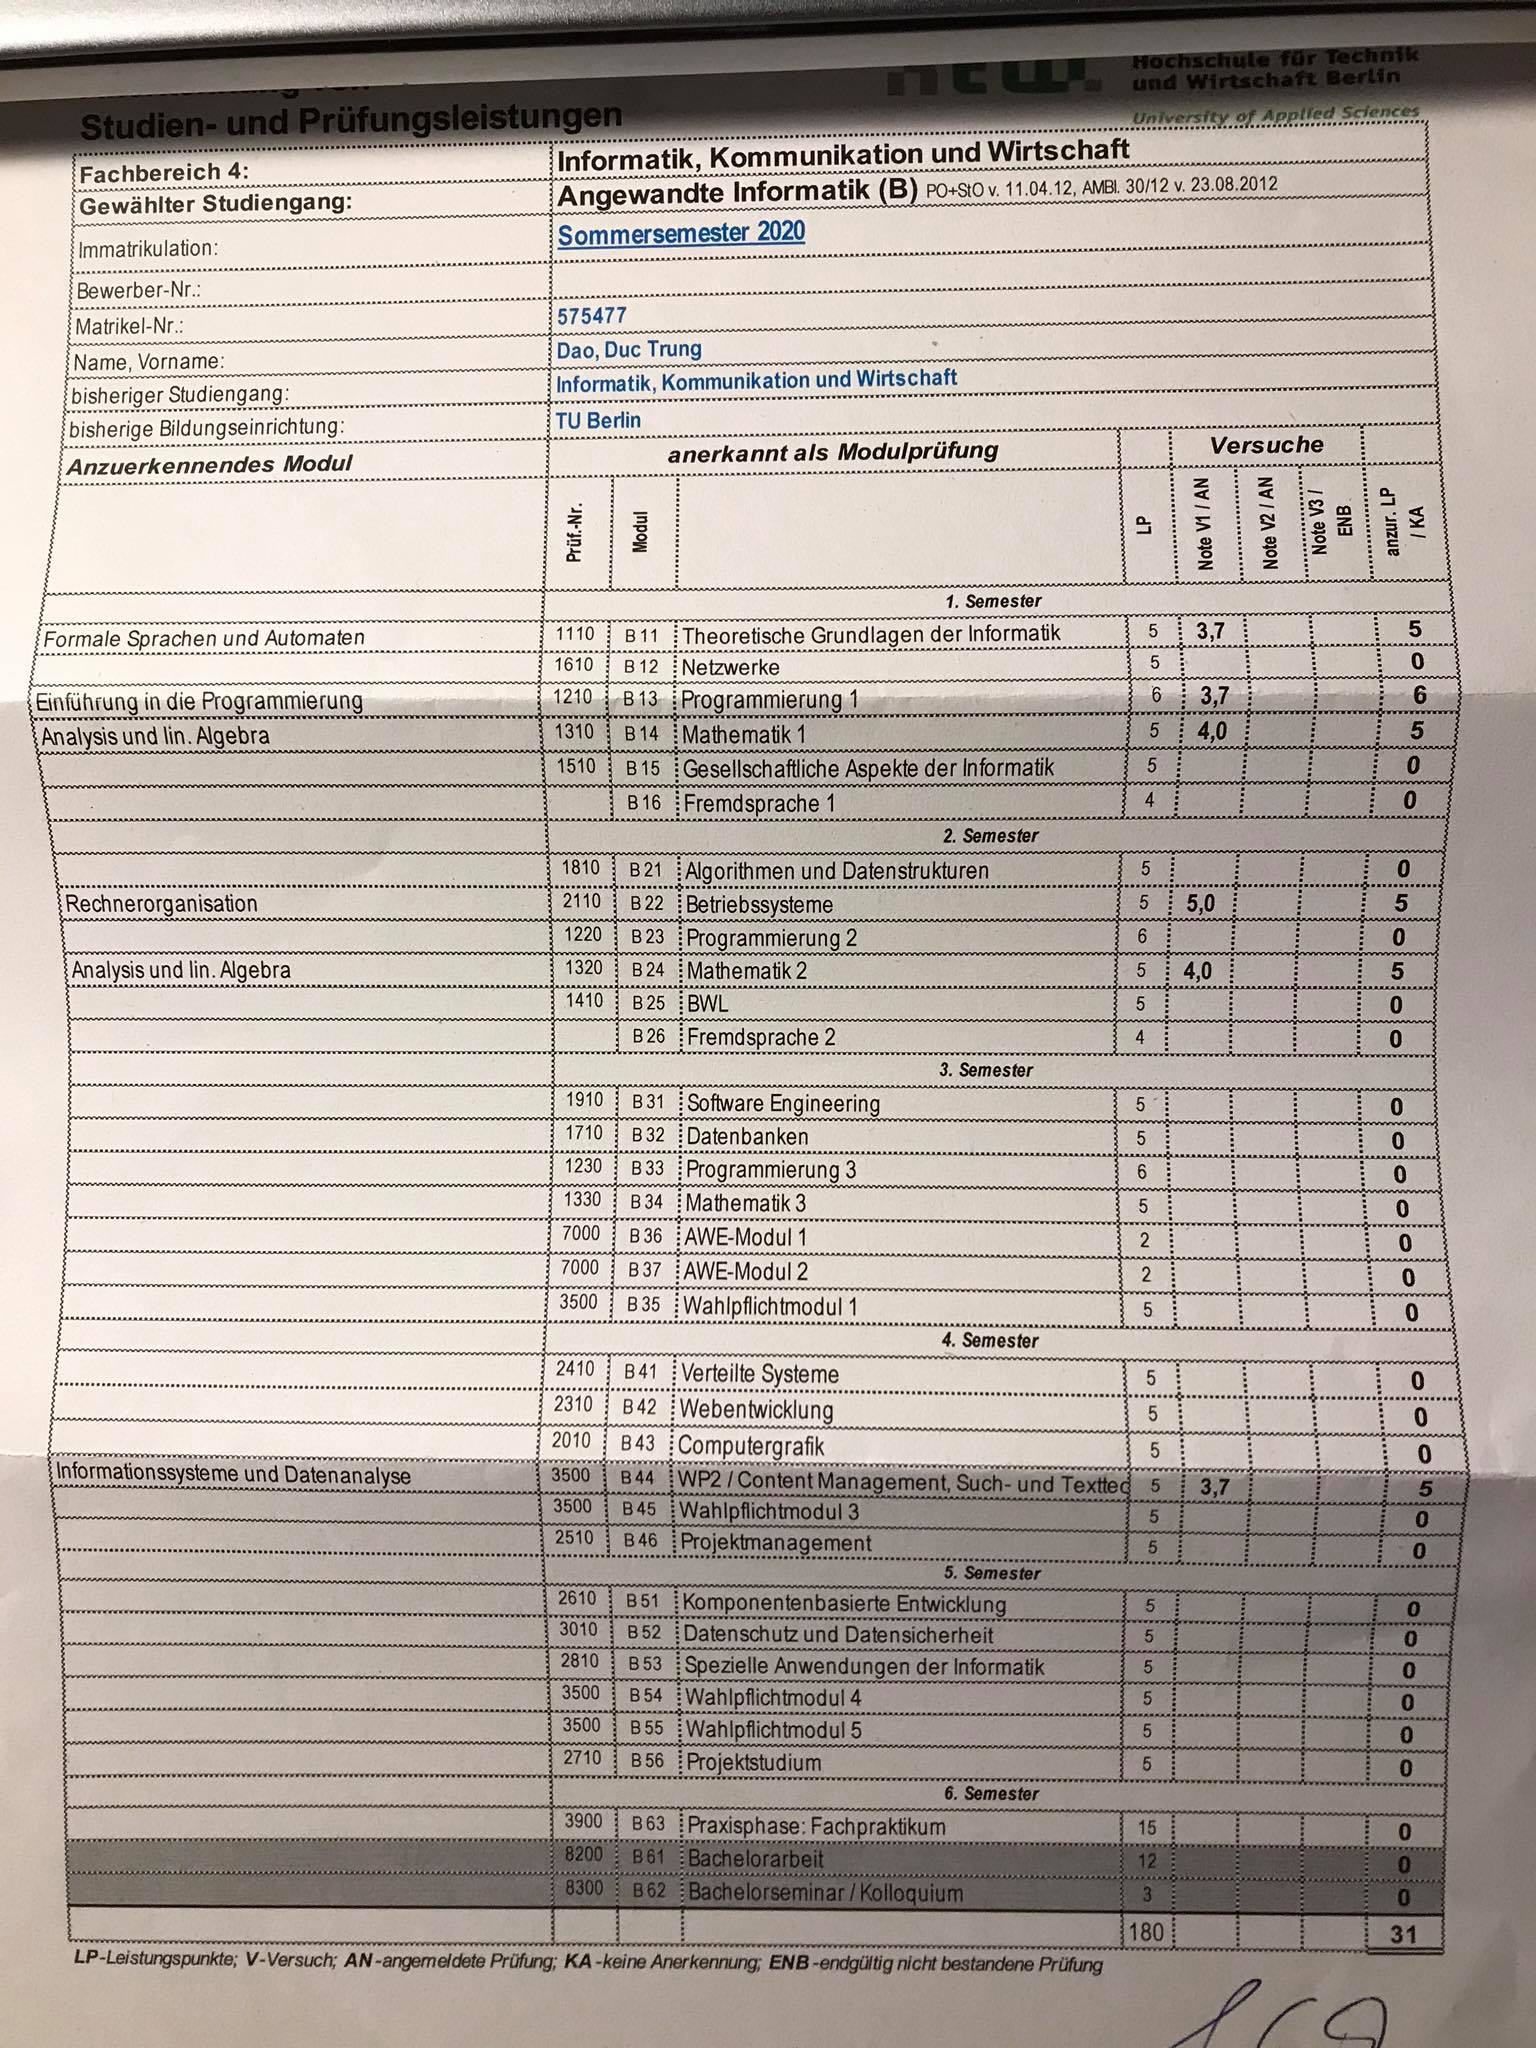 Studien- und Prüfungsleistungen
Hochschule für Technik
und Wirtschaft Berlin
University of Applied Sciences
Fachbereich 4: Informatik, Kommunikation und Wirtschaft
Gewählter Studiengang: Angewandte Informatik (B) PO+StO v. 11.04.12, AMBl. 30/12 v. 23.08.2012
Immatrikulation: Sommersemester 2020
Bewerber-Nr.:
Matrikel-Nr.: 575477
Name, Vorname: Dao, Duc Trung
bisheriger Studiengang: Informatik, Kommunikation und Wirtschaft
bisherige Bildungseinrichtung: TU Berlin
Anzuerkennendes Modul anerkannt als Modulprüfung Versuche
Prüf.-Nr. Modul LP Note V1 / AN Note V2 / AN Note V3 / ENB anzur. LP / KA
1. Semester
Formale Sprachen und Automaten 1110 B 11 Theoretische Grundlagen der Informatik 5 3,7 5
1610 B 12 Netzwerke 5 0
Einführung in die Programmierung 1210 B 13 Programmierung 1 6 3,7 6
Analysis und lin. Algebra 1310 B 14 Mathematik 1 5 4,0 5
1510 B 15 Gesellschaftliche Aspekte der Informatik 5 0
B 16 Fremdsprache 1 4 0
2. Semester
1810 B 21 Algorithmen und Datenstrukturen 5 0
Rechnerorganisation 2110 B 22 Betriebssysteme 5 5,0 5
1220 B 23 Programmierung 2 6 0
Analysis und lin. Algebra 1320 B 24 Mathematik 2 5 4,0 5
1410 B 25 BWL 5 0
B 26 Fremdsprache 2 4 0
3. Semester
1910 B 31 Software Engineering 5 0
1710 B 32 Datenbanken 5 0
1230 B 33 Programmierung 3 6 0
1330 B 34 Mathematik 3 5 0
7000 B 36 AWE-Modul 1 2 0
7000 B 37 AWE-Modul 2 2 0
3500 B 35 Wahlpflichtmodul 1 5 0
4. Semester
2410 B 41 Verteilte Systeme 5 0
2310 B 42 Webentwicklung 5 0
2010 B 43 Computergrafik 5 0
Informationssysteme und Datenanalyse 3500 B 44 WP2 / Content Management, Such- und Texttec 5 3,7 5
3500 B 45 Wahlpflichtmodul 3 5 0
2510 B 46 Projektmanagement 5 0
5. Semester
2610 B 51 Komponentenbasierte Entwicklung 5 0
3010 B 52 Datenschutz und Datensicherheit 5 0
2810 B 53 Spezielle Anwendungen der Informatik 5 0
3500 B 54 Wahlpflichtmodul 4 5 0
3500 B 55 Wahlpflichtmodul 5 5 0
2710 B 56 Projektstudium 5 0
6. Semester
3900 B 63 Praxisphase: Fachpraktikum 15 0
8200 B 61 Bachelorarbeit 12 0
8300 B 62 Bachelorseminar / Kolloquium 3 0
180 31
LP-Leistungspunkte; V-Versuch; AN-angemeldete Prüfung; KA-keine Anerkennung; ENB-endgültig nicht bestandene Prüfung